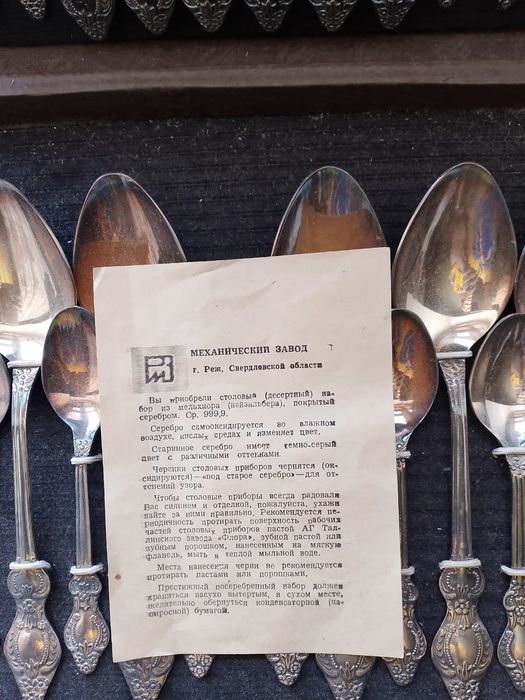 МЕХАНИЧЕСКИЙ ЗАВОД
г. Реж, Свердловской области
Вы приобрели столовый (десертный) на-
бор из мельхиора (нейзильбера), покрытый
серебром. Ср. 999,9.
Серебро самооксидируется во влажном
воздухе, кислых средах и изменяет цвет.
Старинное серебро имеет темно-серый
цвет с различными оттенками.
Черенки столовых приборов чернятся (ок-
сидируются) — «под старое серебро» — для от-
тенения узора.
Чтобы столовые приборы всегда радовали
Вас сиянием и отделкой, пожалуйста, ухажи-
вайте за ними правильно. Рекомендуется пе-
риодичность протирать поверхность рабочих
частей столовых приборов пастой АГ Тал-
линского завода «Флора», зубной пастой или
зубным порошком, нанесенным на мягкую
фланель, мыть в теплой мыльной воде.
Места нанесения черни не рекомендуется
протирать пастами или порошками.
Престижный посеребренный набор должен
храниться насухо вытертым, в сухом месте,
желательно обернуться конденсаторной (па-
пиросной) бумагой.